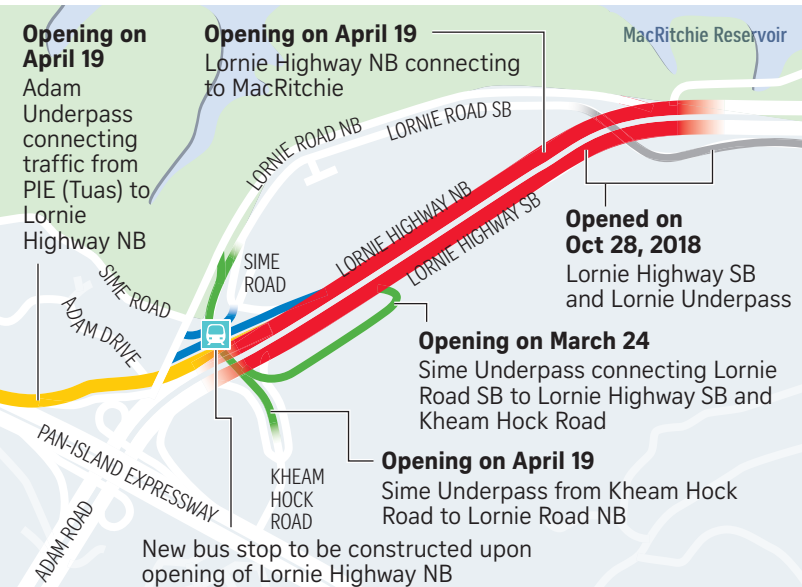 Opening on
April 19
Adam
Underpass
connecting
traffic from
PIE (Tuas) to
Lornie
Highway NB
Opening on April 19
Lornie Highway NB connecting
to MacRitchie
MacRitchie Reservoir
LORNIE ROAD NB
LORNIE ROAD SB
LORNIE HIGHWAY NB
LORNIE HIGHWAY SB
Opened on
Oct 28, 2018
Lornie Highway SB
and Lornie Underpass
SIME
ROAD
SIME ROAD
ADAM DRIVE
Opening on March 24
Sime Underpass connecting Lornie
Road SB to Lornie Highway SB and
Kheam Hock Road
Opening on April 19
Sime Underpass from Kheam Hock
Road to Lornie Road NB
PAN-ISLAND EXPRESSWAY
KHEAM
HOCK
ROAD
ADAM ROAD
New bus stop to be constructed upon
opening of Lornie Highway NB